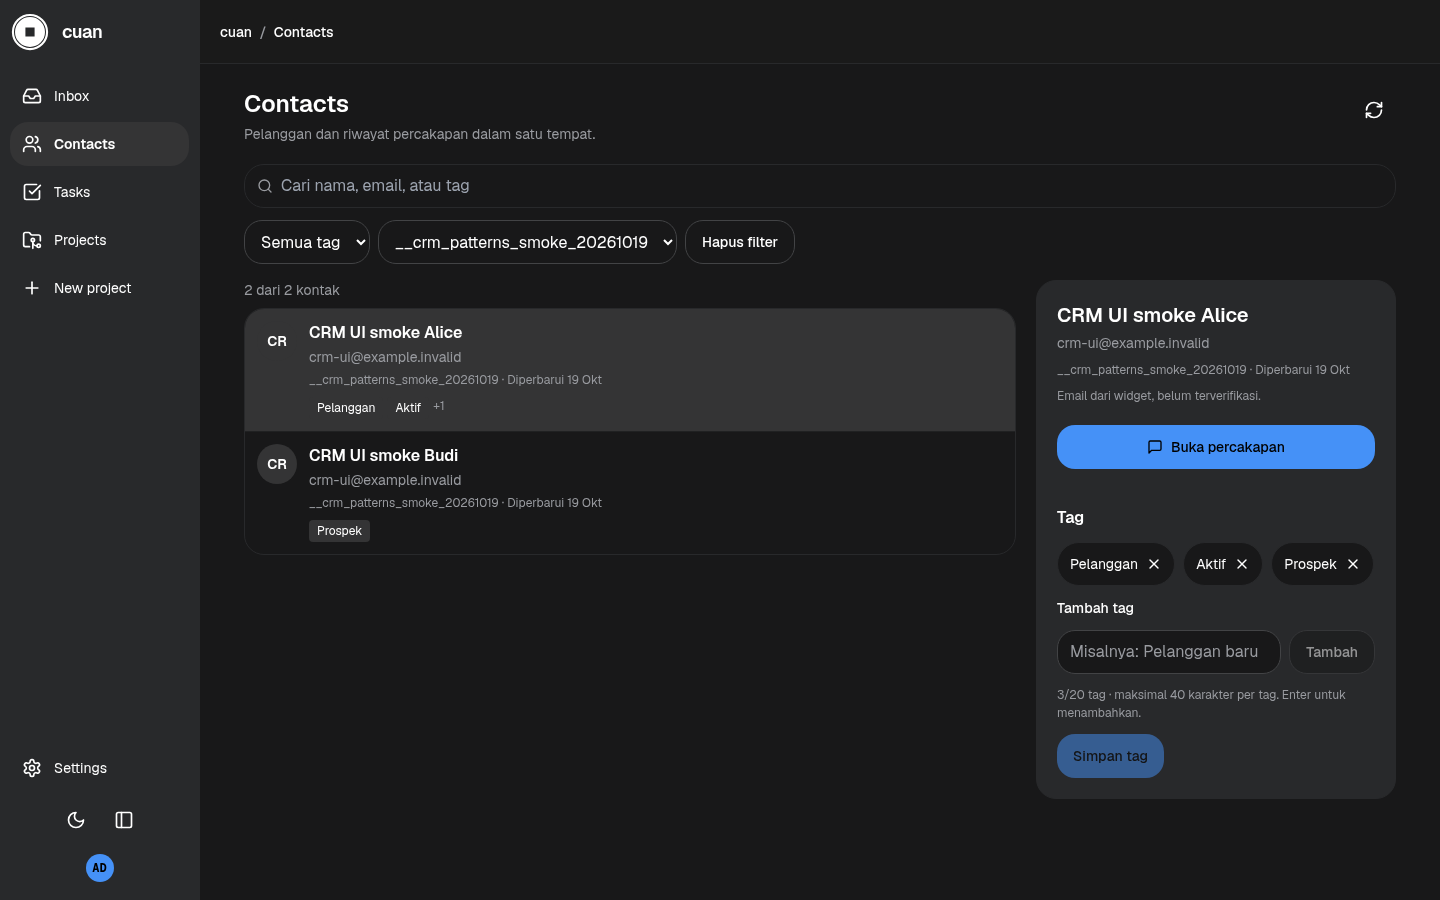 cuan
Inbox
Contacts
Tasks
Projects
New project
Settings
AD
cuan / Contacts
Contacts
Pelanggan dan riwayat percakapan dalam satu tempat.
Cari nama, email, atau tag
Semua tag
__crm_patterns_smoke_20261019
Hapus filter
2 dari 2 kontak
CR
CRM UI smoke Alice
crm-ui@example.invalid
__crm_patterns_smoke_20261019 · Diperbarui 19 Okt
Pelanggan Aktif +1
CR
CRM UI smoke Budi
crm-ui@example.invalid
__crm_patterns_smoke_20261019 · Diperbarui 19 Okt
Prospek
CRM UI smoke Alice
crm-ui@example.invalid
__crm_patterns_smoke_20261019 · Diperbarui 19 Okt
Email dari widget, belum terverifikasi.
Buka percakapan
Tag
Pelanggan Aktif Prospek
Tambah tag
Misalnya: Pelanggan baru
Tambah
3/20 tag · maksimal 40 karakter per tag. Enter untuk
menambahkan.
Simpan tag